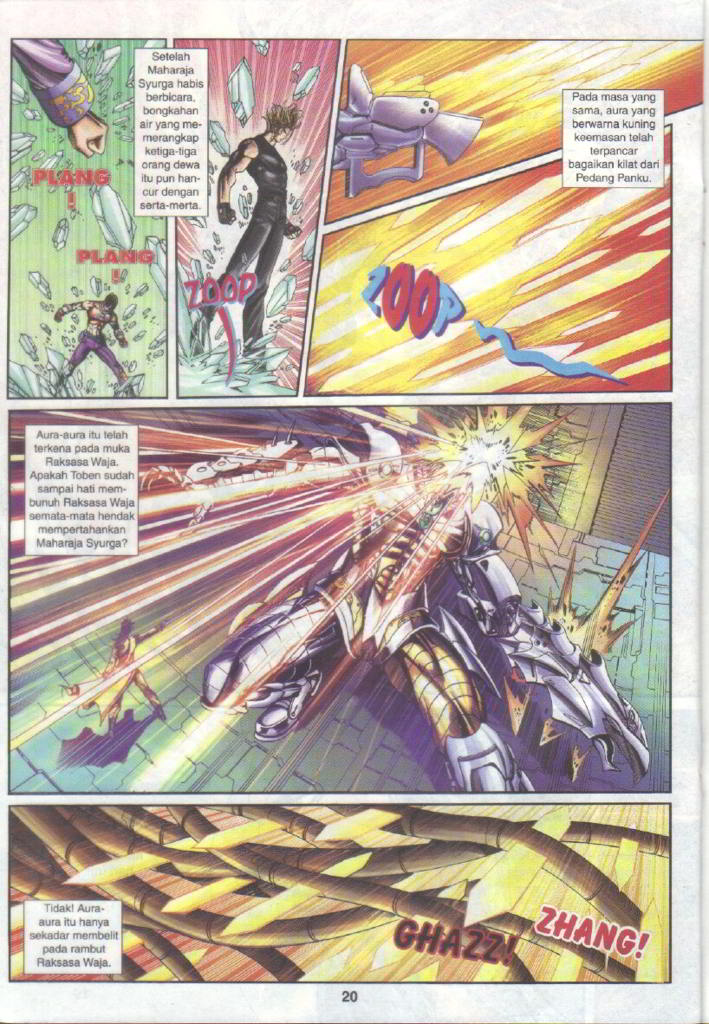 Setelah
Maharaja
Syurga habis
berbicara,
bongkahan
air yang me-
merangkap
ketiga-tiga
orang dewa
itu pun han-
cur dengan
serta-merta.
PLANG
!
PLANG
!
ZOOP
!
Pada masa yang
sama, aura yang
berwarna kuning
keemasan telah
terpancar
bagaikan kilat dari
Pedang Panku.
ZOOP
Aura-aura itu telah
terkena pada muka
Raksasa Waja.
Apakah Toben sudah
sampai hati mem-
bunuh Raksasa Waja
semata-mata hendak
mempertahankan
Maharaja Syurga?
Tidak! Aura-
aura itu hanya
sekadar membelit
pada rambut
Raksasa Waja.
GHAZZ!
ZHANG!
20